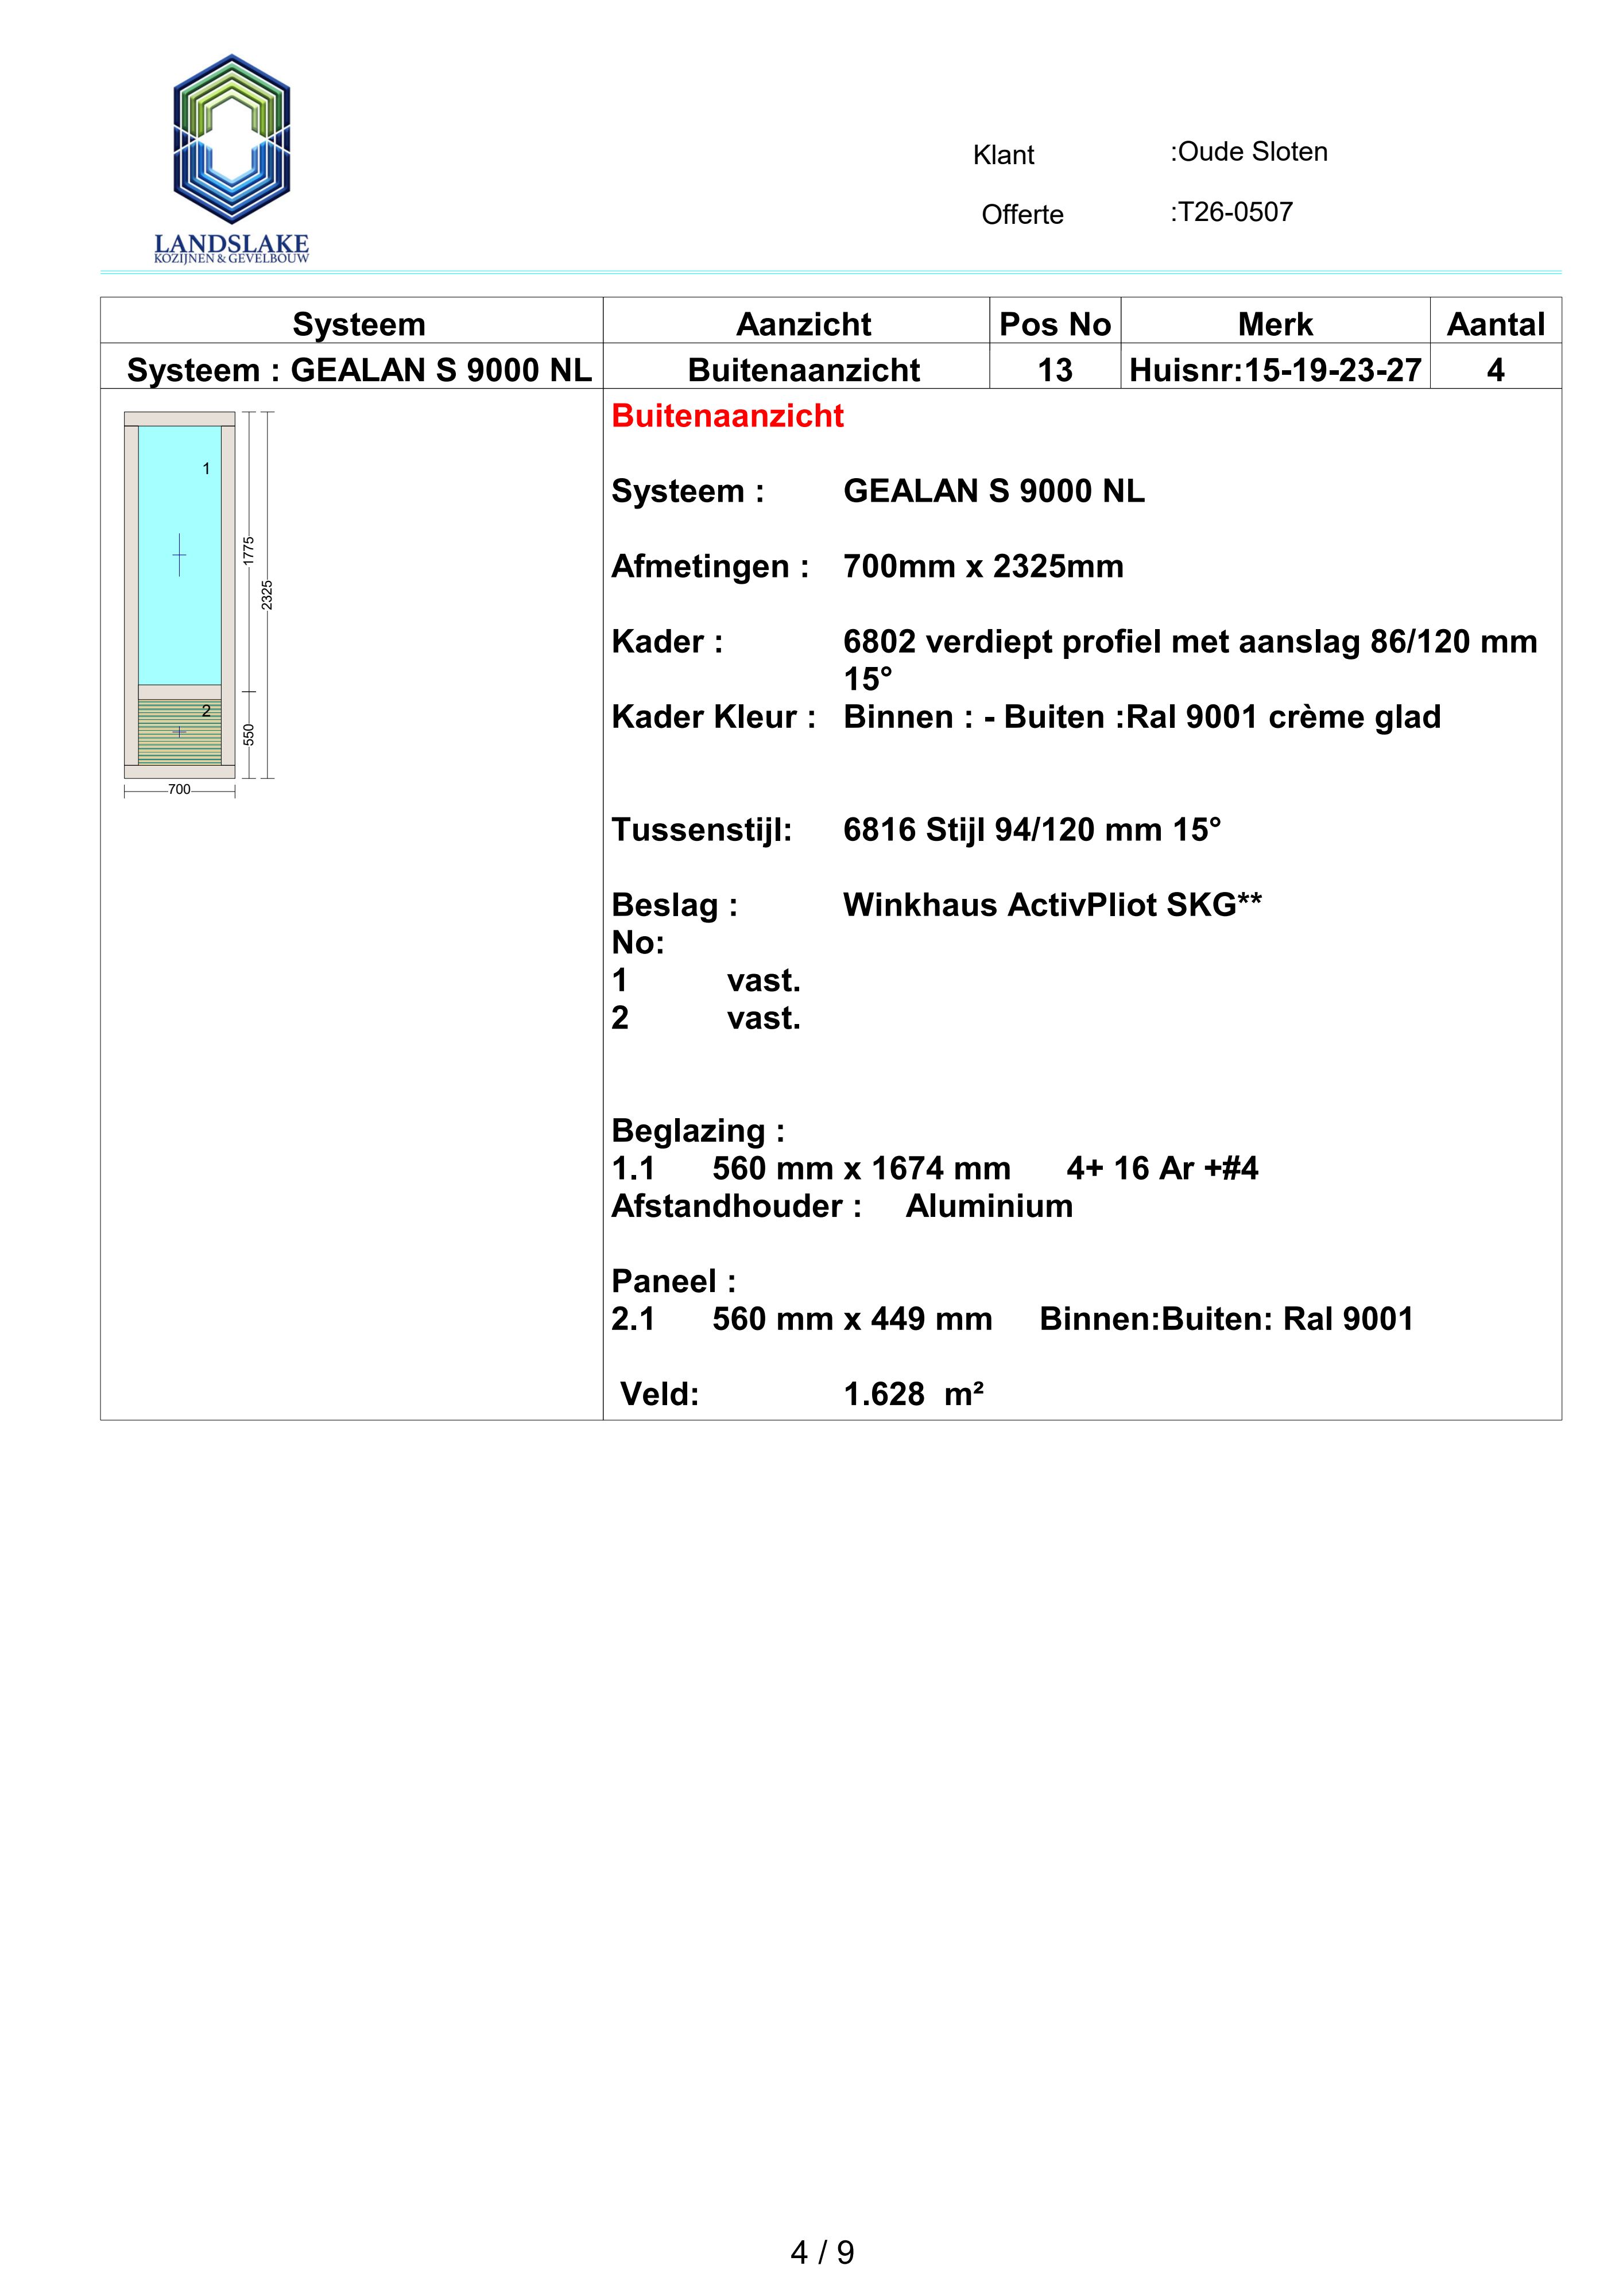 LANDSLAKE
KOZIJNEN & GEVELBOUW
Klant :Oude Sloten
Offerte :T26-0507
Systeem Aanzicht Pos No Merk Aantal
Systeem : GEALAN S 9000 NL Buitenaanzicht 13 Huisnr:15-19-23-27 4
1
2
1775
550
2325
700
Buitenaanzicht
Systeem : GEALAN S 9000 NL
Afmetingen : 700mm x 2325mm
Kader : 6802 verdiept profiel met aanslag 86/120 mm
15°
Kader Kleur : Binnen : - Buiten :Ral 9001 crème glad
Tussenstijl: 6816 Stijl 94/120 mm 15°
Beslag : Winkhaus ActivPliot SKG**
No:
1 vast.
2 vast.
Beglazing :
1.1 560 mm x 1674 mm 4+ 16 Ar +#4
Afstandhouder : Aluminium
Paneel :
2.1 560 mm x 449 mm Binnen:Buiten: Ral 9001
Veld: 1.628 m²
4 / 9